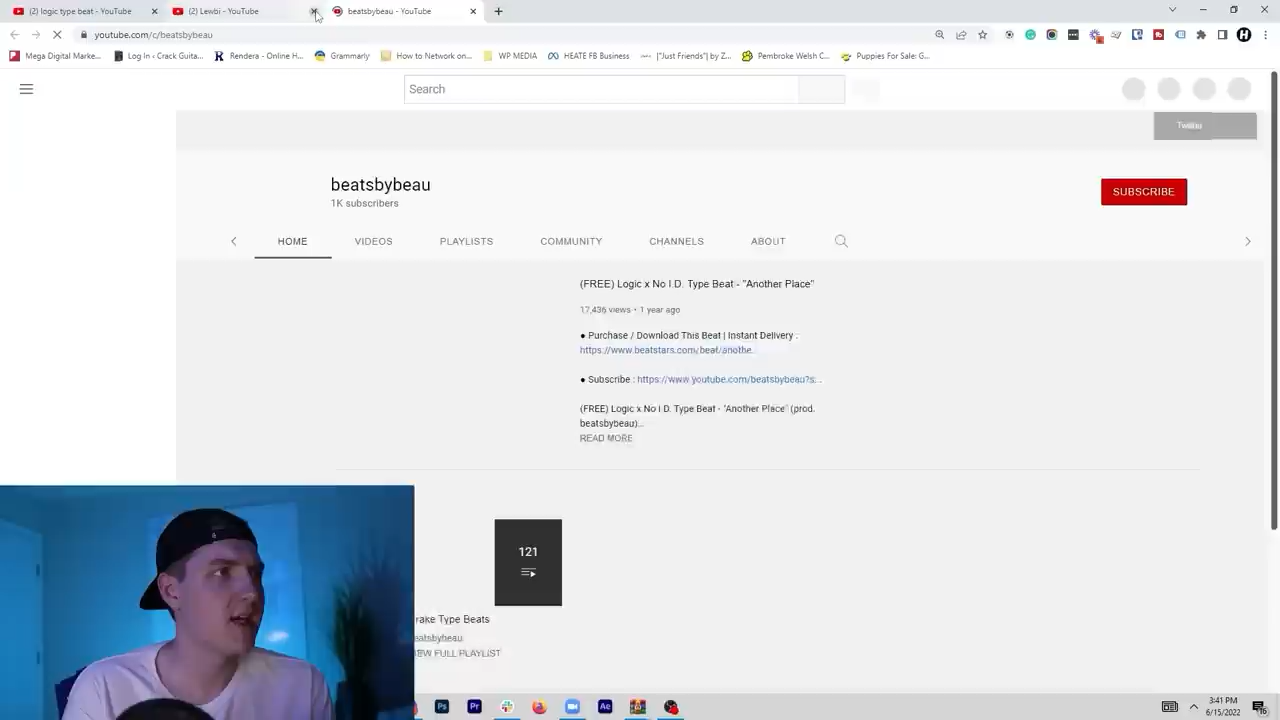 (2) logic type beat - YouTube
(2) Lewbi - YouTube
beatsbybeau - YouTube
youtube.com/c/beatsbybeau
Mega Digital Marke...
Log In - Crack Guita...
Renders - Online H...
Grammarly
How to Network on...
WP MEDIA
HEATE FB Business
["Just Friends"] by Z...
Pembroke Welsh C...
Puppies For Sale: G...
Search
beatsbybeau
1K subscribers
SUBSCRIBE
HOME
VIDEOS
PLAYLISTS
COMMUNITY
CHANNELS
ABOUT
(FREE) Logic x No I.D. Type Beat - "Another Place"
17,436 views • 1 year ago
● Purchase / Download This Beat | Instant Delivery :
https://www.beatstars.com/beat/anothe...
● Subscribe : https://www.youtube.com/beatsbybeau?s...
(FREE) Logic x No I.D. Type Beat - "Another Place" (prod.
beatsbybeau)...
READ MORE
121
rake Type Beats
eatsbybeau
EW FULL PLAYLIST
Ps
Pr
Ae
3:41 PM
6/15/2022